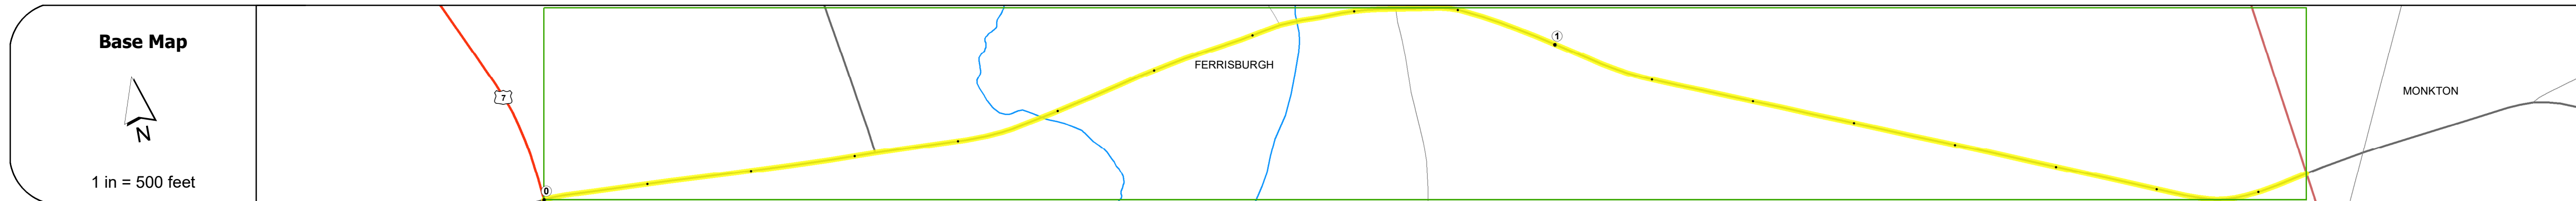 Base Map
N
1 in = 500 feet
7
0
FERRISBURGH
1
MONKTON